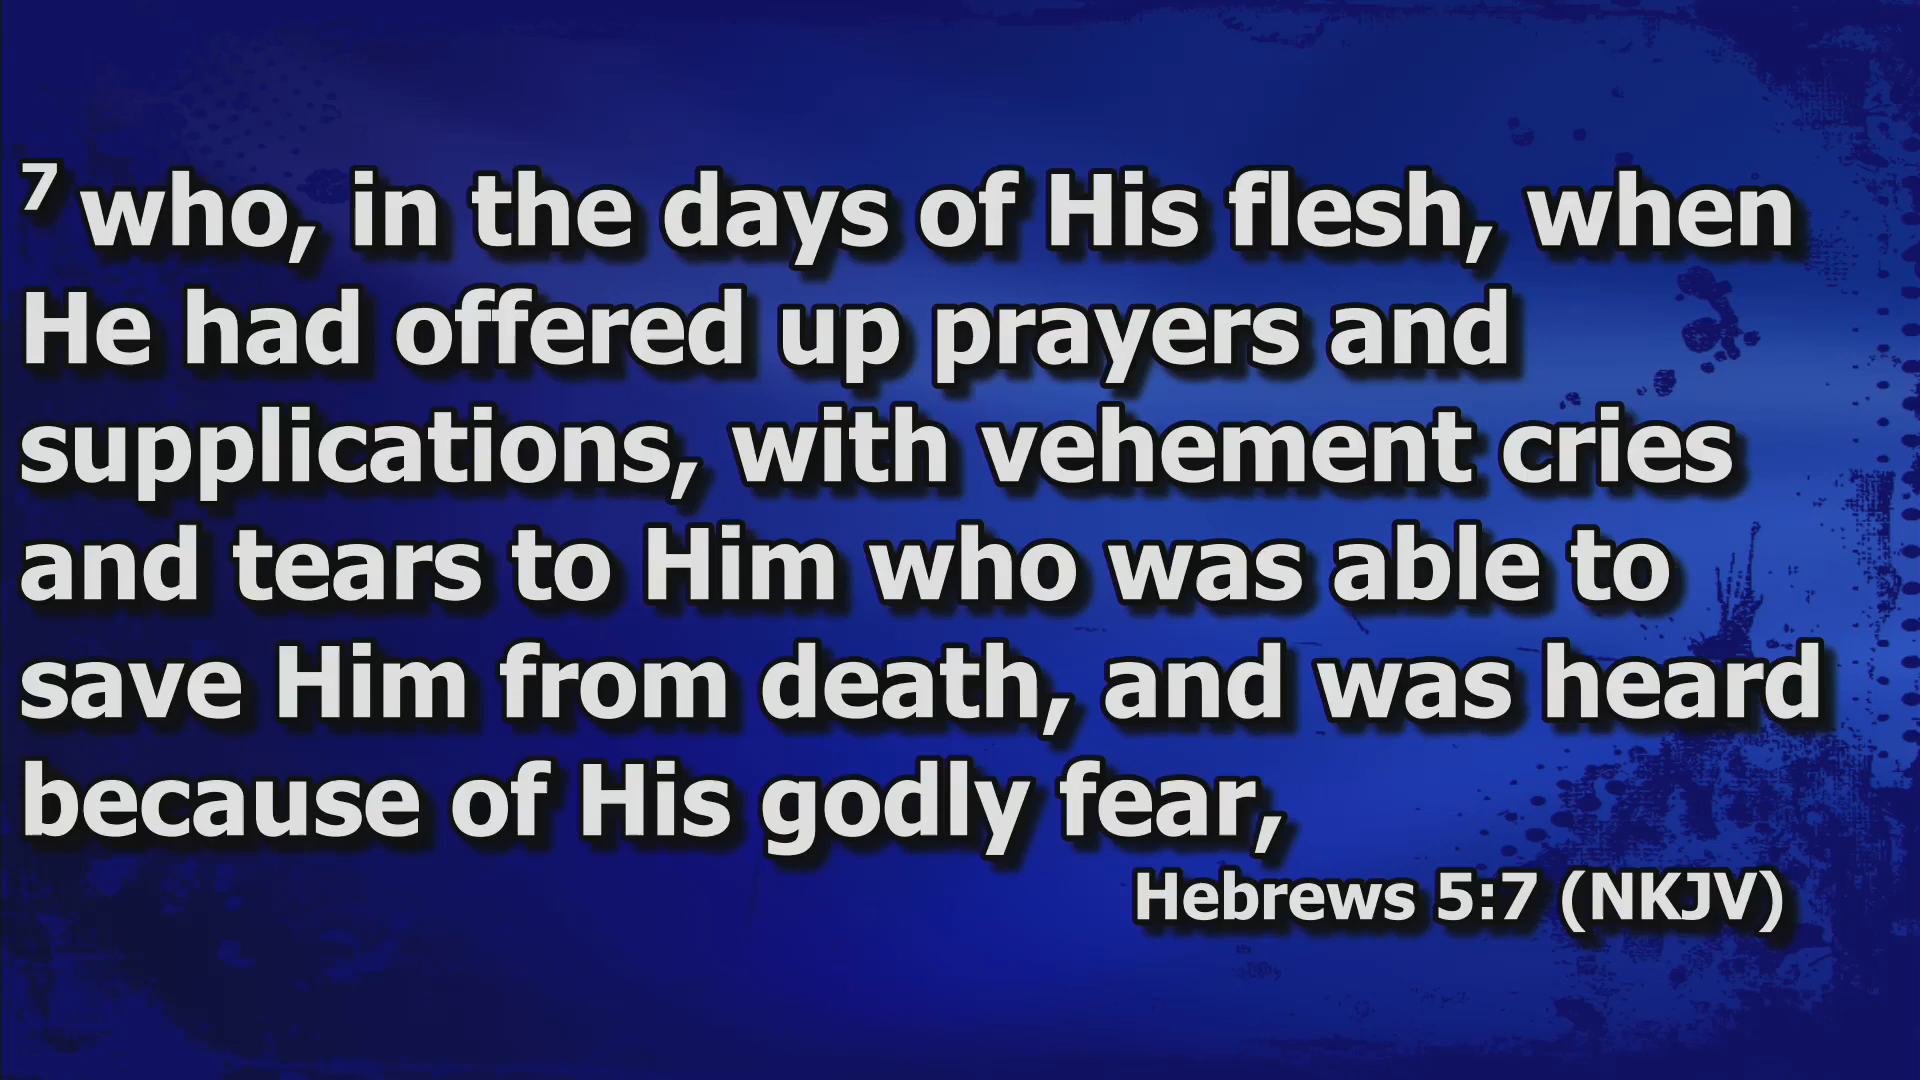 7 who, in the days of His flesh, when
He had offered up prayers and
supplications, with vehement cries
and tears to Him who was able to
save Him from death, and was heard
because of His godly fear,
Hebrews 5:7 (NKJV)